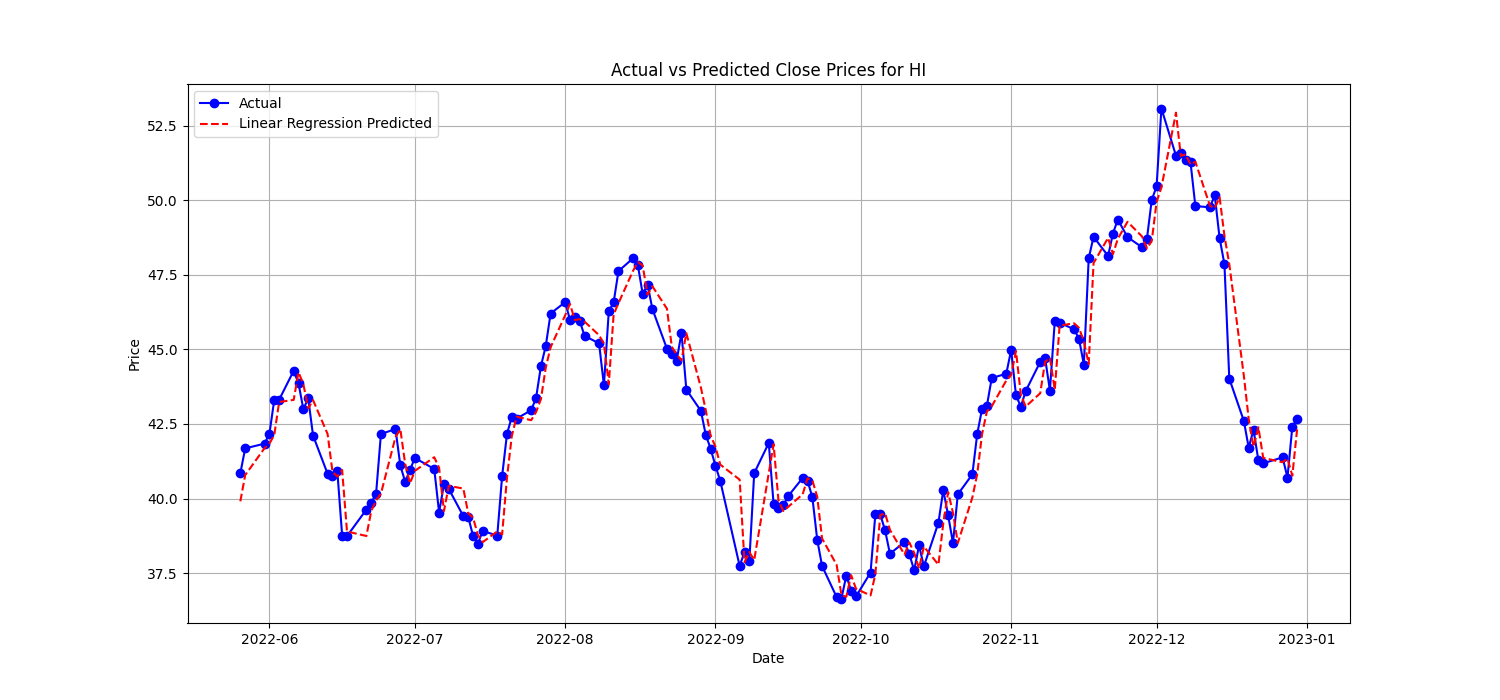 Actual vs Predicted Close Prices for HI
Actual
Linear Regression Predicted
52.5
50.0
47.5
45.0
42.5
40.0
37.5
Price
2022-06 2022-07 2022-08 2022-09 2022-10 2022-11 2022-12 2023-01
Date